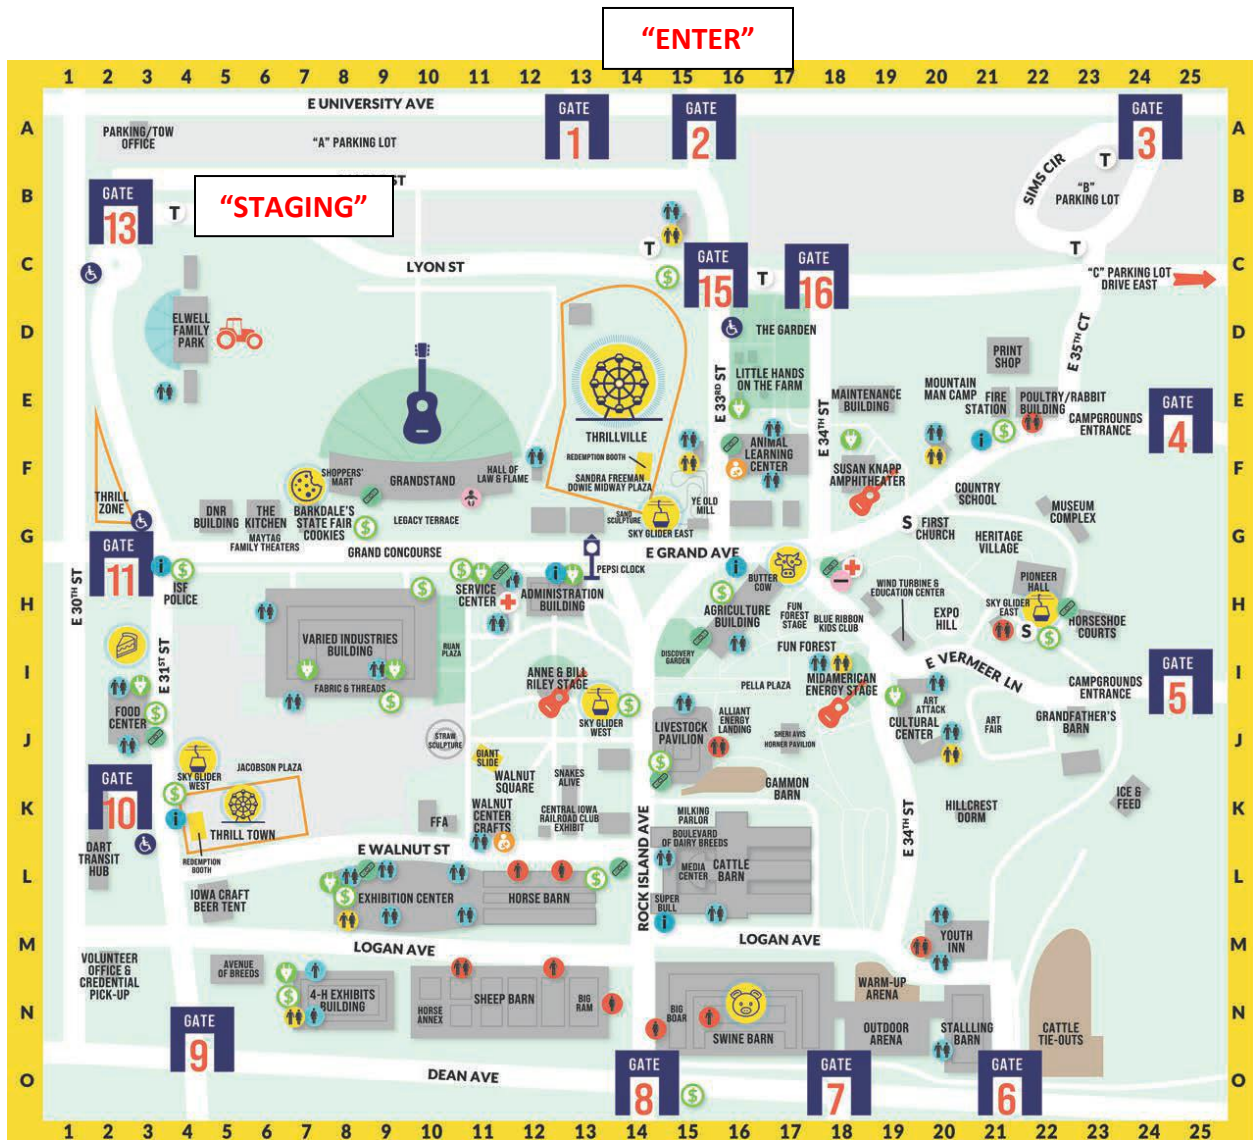 “ENTER”
1 2 3 4 5 6 7 8 9 10 11 12 13 14 15 16 17 18 19 20 21 22 23 24 25
A
E UNIVERSITY AVE
GATE
1
GATE
2
GATE
3
A
PARKING/TOW
OFFICE
“A” PARKING LOT
T
SIMS CIR
“B”
PARKING LOT
B
ST
B
GATE
13
T
“STAGING”
T
T
C
LYON ST
$
GATE
15
T
GATE
16
“C” PARKING LOT
DRIVE EAST
C
D
ELWELL
FAMILY
PARK
THE GARDEN
PRINT
SHOP
E 35TH CT
D
E
LITTLE HANDS
ON THE FARM
E 33RD ST
E 34TH ST
MAINTENANCE
BUILDING
MOUNTAIN
MAN CAMP
FIRE
STATION
POULTRY/RABBIT
BUILDING
CAMPGROUNDS
ENTRANCE
GATE
4
E
THRILLVILLE
REDEMPTION BOOTH
SANDRA FREEMAN
DOWIE MIDWAY PLAZA
i
$
F
SHOPPERS'
MART
GRANDSTAND
HALL OF
LAW & FLAME
ANIMAL
LEARNING
CENTER
SUSAN KNAPP
AMPHITHEATER
COUNTRY
SCHOOL
F
THRILL
ZONE
DNR
BUILDING
THE
KITCHEN
MAYTAG
FAMILY THEATERS
BARKDALE'S
STATE FAIR
COOKIES
$
LEGACY TERRACE
SAND
SCULPTURE
SKY GLIDER EAST
YE OLD
MILL
S
FIRST
CHURCH
HERITAGE
VILLAGE
MUSEUM
COMPLEX
G
GRAND CONCOURSE
PEPSI CLOCK
E GRAND AVE
G
GATE
11
i
$
ISF
POLICE
$
$
SERVICE
CENTER
i
ADMINISTRATION
BUILDING
$
i
BUTTER
COW
WIND TURBINE &
EDUCATION CENTER
PIONEER
HALL
SKY GLIDER
EAST
H
E 30TH ST
VARIED INDUSTRIES
BUILDING
$
AGRICULTURE
BUILDING
FUN
FOREST
STAGE
BLUE RIBBON
KIDS CLUB
EXPO
HILL
S
$
HORSESHOE
COURTS
H
I
E 31ST ST
FABRIC & THREADS
$
RUAN
PLAZA
ANNE & BILL
RILEY STAGE
DISCOVERY
GARDEN
FUN FOREST
PELLA PLAZA
MIDAMERICAN
ENERGY STAGE
E VERMEER LN
CAMPGROUNDS
ENTRANCE
GATE
5
I
FOOD
CENTER
$
$
SKY GLIDER
WEST
ALLIANT
ENERGY
LANDING
ART
ATTACK
CULTURAL
CENTER
ART
FAIR
GRANDFATHER'S
BARN
J
STRAW
SCULPTURE
LIVESTOCK
PAVILION
$
SHERI AVIS
HORNER PAVILION
J
SKY GLIDER
WEST
JACOBSON PLAZA
GIANT
SLIDE
WALNUT
SQUARE
SNAKES
ALIVE
GAMMON
BARN
GATE
10
$
i
THRILL TOWN
REDEMPTION
BOOTH
K
FFA
WALNUT
CENTER
CRAFTS
CENTRAL IOWA
RAILROAD CLUB
EXHIBIT
MILKING
PARLOR
HILLCREST
DORM
ICE &
FEED
K
DART
TRANSIT
HUB
E WALNUT ST
ROCK ISLAND AVE
BOULEVARD
OF DAIRY BREEDS
E 34TH ST
L
IOWA CRAFT
BEER TENT
$
EXHIBITION CENTER
HORSE BARN
$
MEDIA
CENTER
CATTLE
BARN
L
SUPER
BULL
i
M
LOGAN AVE
LOGAN AVE
YOUTH
INN
M
VOLUNTEER
OFFICE &
CREDENTIAL
PICK-UP
AVENUE
OF BREEDS
$
4-H EXHIBITS
BUILDING
HORSE
ANNEX
SHEEP BARN
BIG
RAM
BIG
BOAR
SWINE BARN
WARM-UP
ARENA
OUTDOOR
ARENA
STALLLING
BARN
CATTLE
TIE-OUTS
N
N
GATE
9
O
DEAN AVE
GATE
8
$
GATE
7
GATE
6
O
1 2 3 4 5 6 7 8 9 10 11 12 13 14 15 16 17 18 19 20 21 22 23 24 25